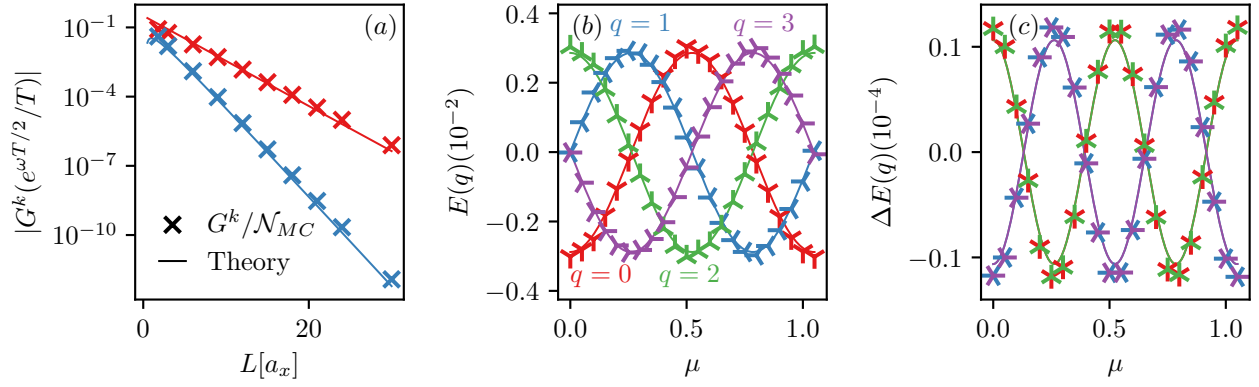 (a)
10^{-1}
10^{-4}
10^{-7}
10^{-10}
|G^k(e^{ωT/2}/T)|
G^k/N_{MC}
Theory
0
20
L[a_x]
(b)
q = 1
q = 3
0.4
0.2
0.0
−0.2
−0.4
E(q)(10^{-2})
q = 0
q = 2
0.0
0.5
1.0
μ
(c)
0.1
0.0
−0.1
ΔE(q)(10^{-4})
0.0
0.5
1.0
μ